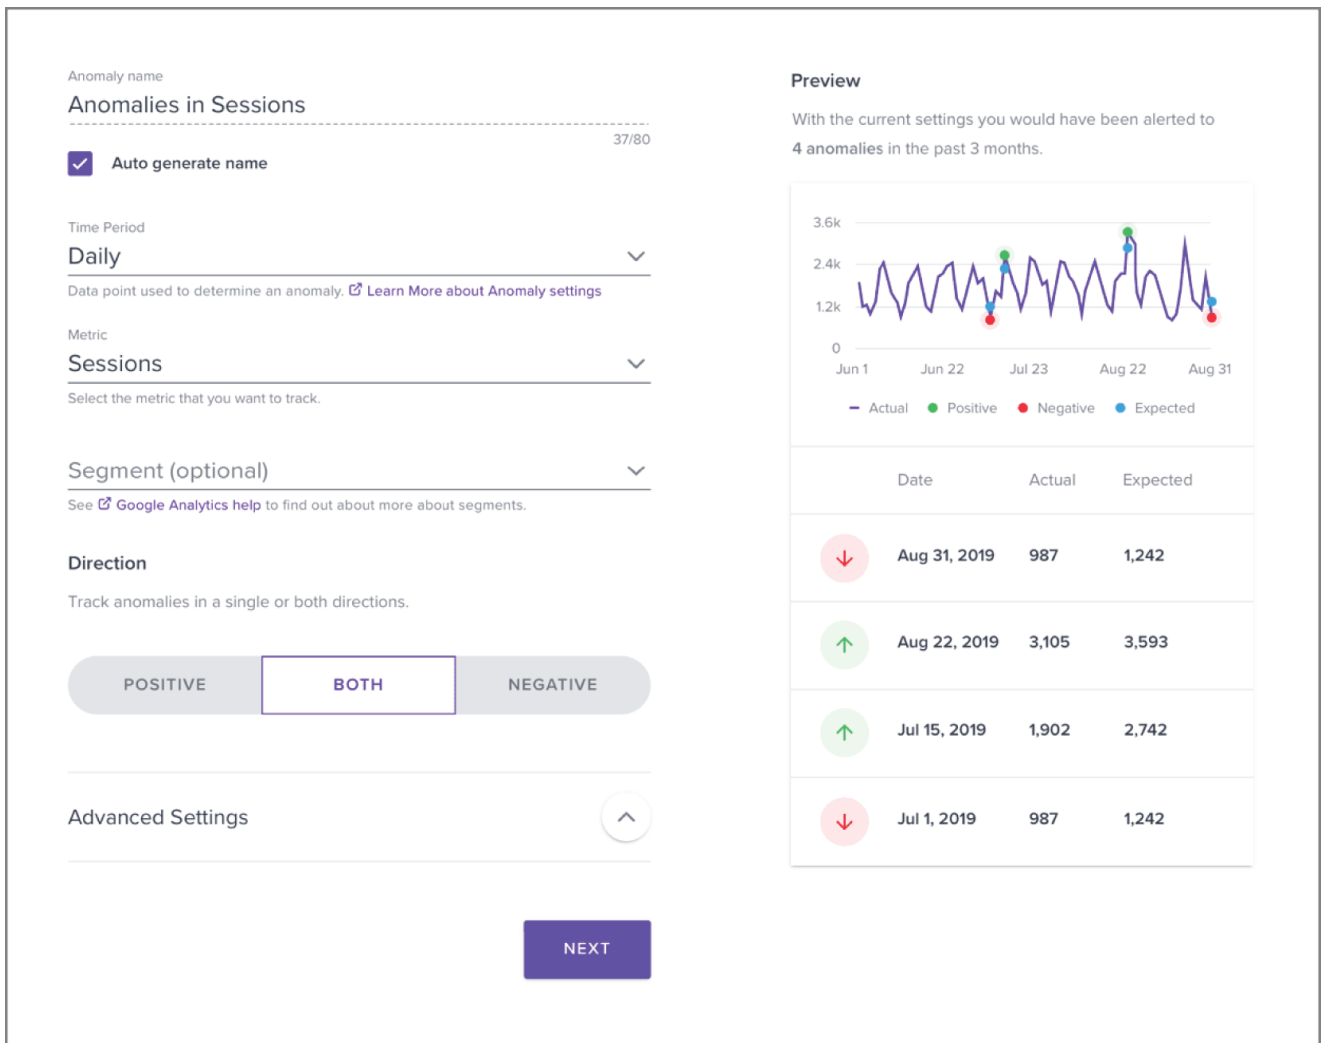 Anomaly name
Anomalies in Sessions
37/80
Auto generate name
Time Period
Daily
Data point used to determine an anomaly. Learn More about Anomaly settings
Metric
Sessions
Select the metric that you want to track.
Segment (optional)
See Google Analytics help to find out about more about segments.
Direction
Track anomalies in a single or both directions.
POSITIVE BOTH NEGATIVE
Advanced Settings
NEXT
Preview
With the current settings you would have been alerted to
4 anomalies in the past 3 months.
3.6k
2.4k
1.2k
0
Jun 1 Jun 22 Jul 23 Aug 22 Aug 31
Actual Positive Negative Expected
Date Actual Expected
Aug 31, 2019 987 1,242
Aug 22, 2019 3,105 3,593
Jul 15, 2019 1,902 2,742
Jul 1, 2019 987 1,242